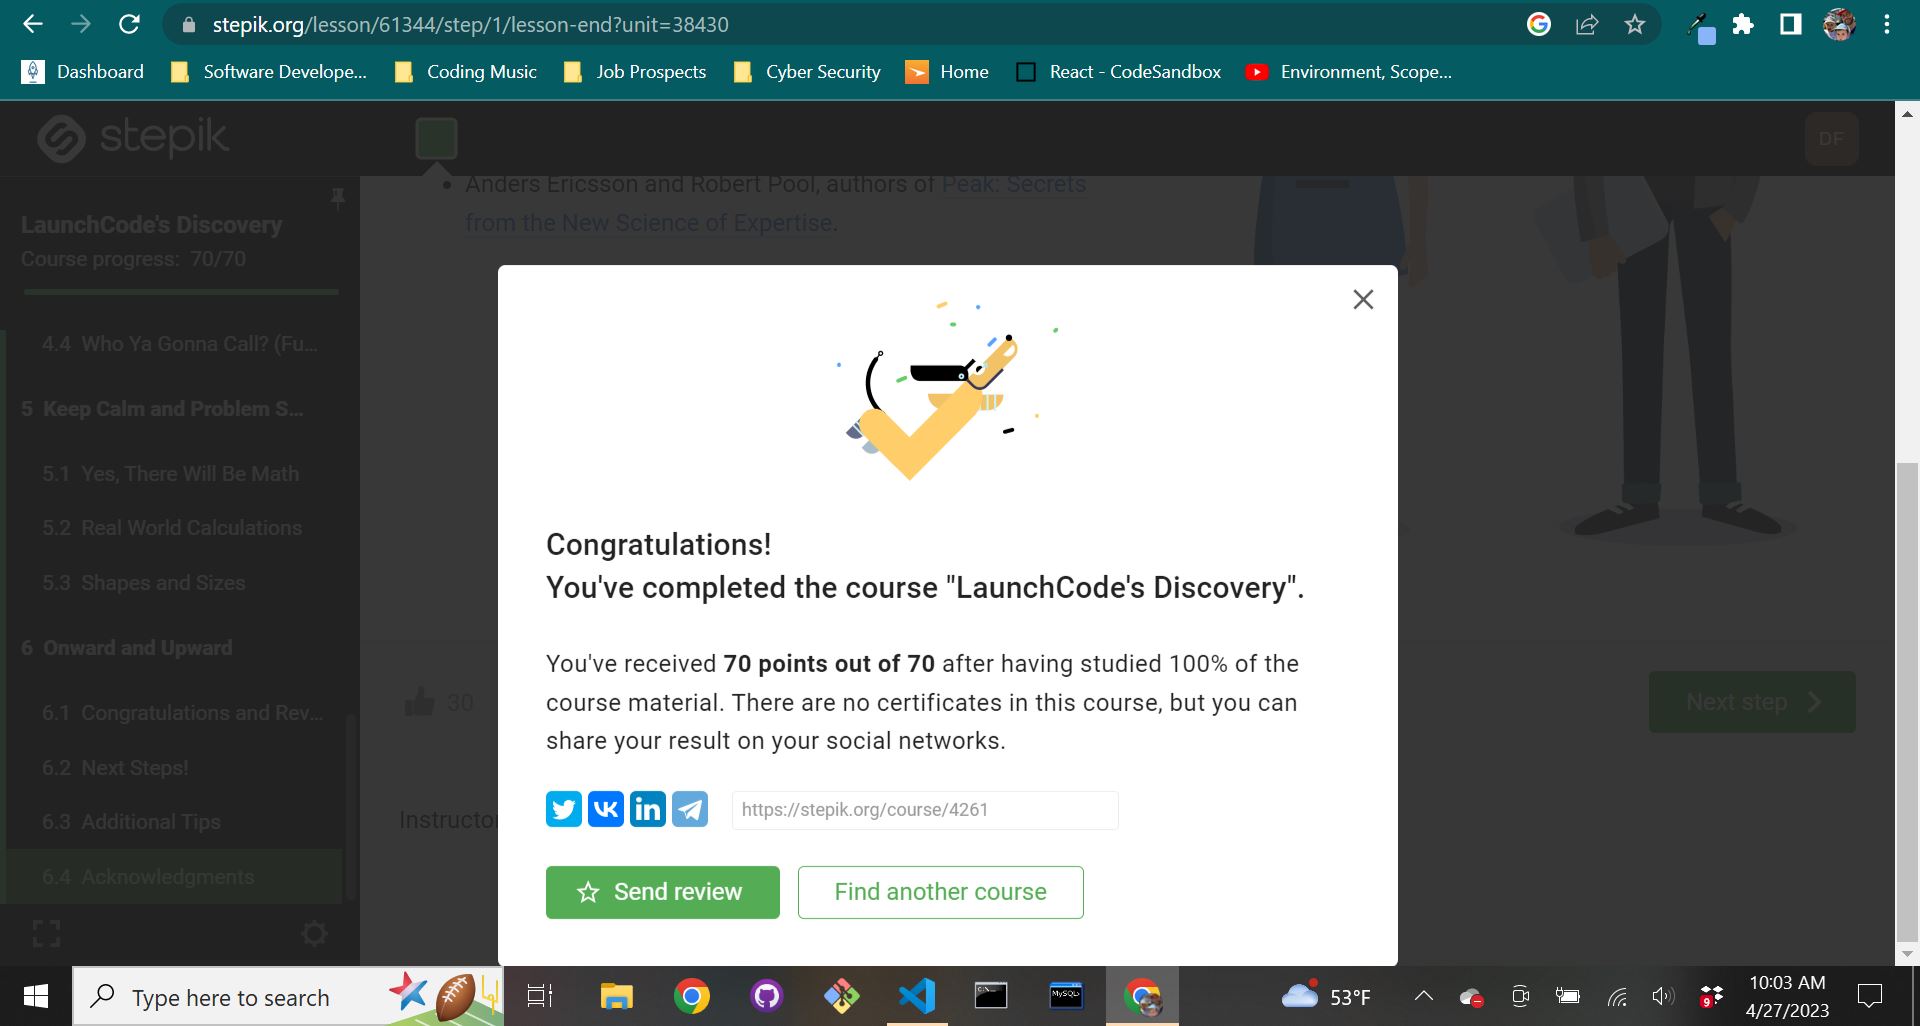 stepik.org/lesson/61344/step/1/lesson-end?unit=38430
Dashboard Software Develope... Coding Music Job Prospects Cyber Security Home React - CodeSandbox Environment, Scope...
stepik
DF
Anders Ericsson and Robert Pool, authors of Peak: Secrets
from the New Science of Expertise.
LaunchCode's Discovery
Course progress: 70/70
4.4 Who Ya Gonna Call? (Fu...
5 Keep Calm and Problem S...
5.1 Yes, There Will Be Math
5.2 Real World Calculations
5.3 Shapes and Sizes
6 Onward and Upward
6.1 Congratulations and Rev...
6.2 Next Steps!
6.3 Additional Tips
6.4 Acknowledgments
Congratulations!
You've completed the course "LaunchCode's Discovery".
You've received 70 points out of 70 after having studied 100% of the
course material. There are no certificates in this course, but you can
share your result on your social networks.
https://stepik.org/course/4261
Send review
Find another course
30
Next step
Instructo
Type here to search
MySQL
53°F
9
10:03 AM
4/27/2023